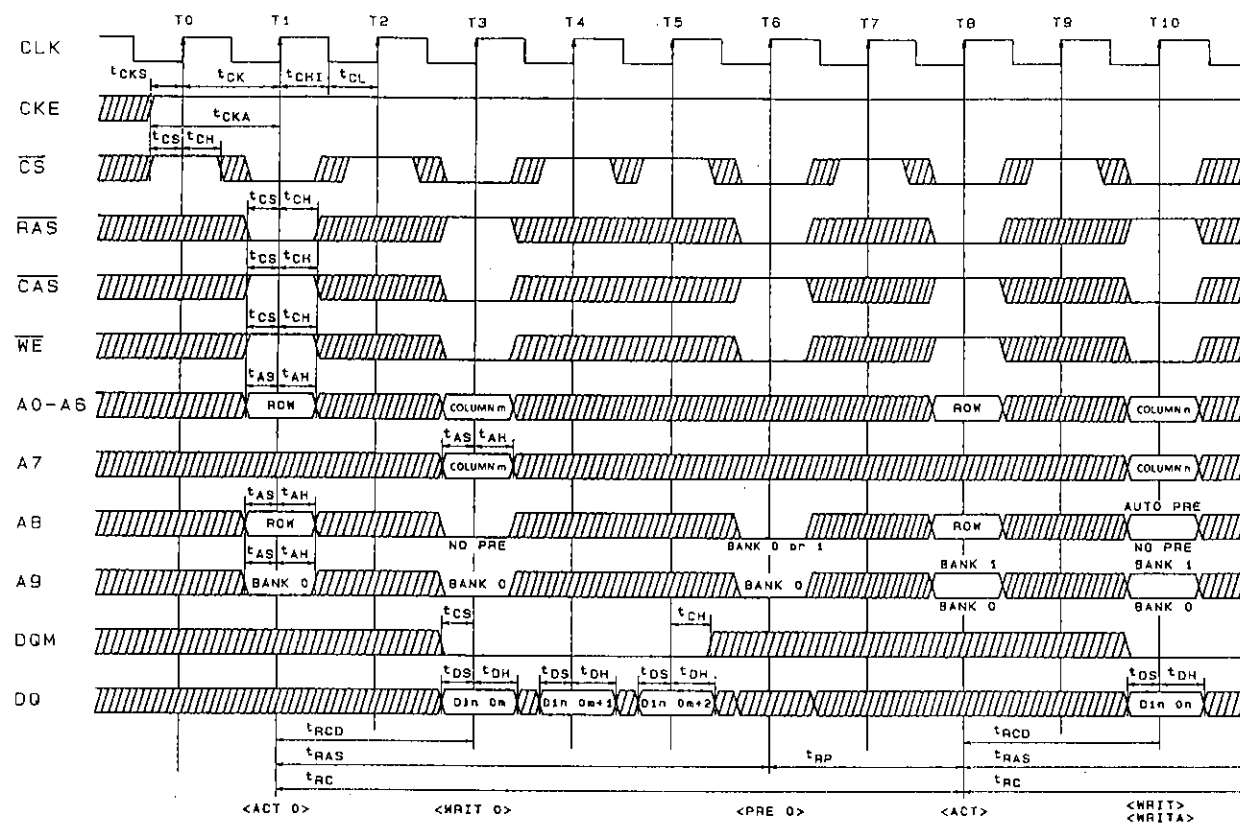 T0 T1 T2 T3 T4 T5 T6 T7 T8 T9 T10
CLK
tCKS tCK tCHI tCL
CKE
tCKA
tCS tCH
CS
tCS tCH
RAS
tCS tCH
CAS
tCS tCH
WE
tAS tAH
A0-A6 ROW COLUMN m ROW COLUMN n
tAS tAH
A7 COLUMN m COLUMN n
tAS tAH AUTO PRE
A8 ROW ROW
NO PRE BANK 0 or 1 NO PRE
tAS tAH BANK 1 BANK 1
A9 BANK 0 BANK 0 BANK 0
BANK 0 BANK 0
tCS tCH
DQM
tDS tDH tDS tDH tDS tDH tDS tDH
DQ Din 0m Din 0m+1 Din 0m+2 Din 0n
tRCD tRCD
tRAS tRP tRAS
tRC tRC
<ACT 0> <WRIT 0> <PRE 0> <ACT> <WRIT>
<WRITA>